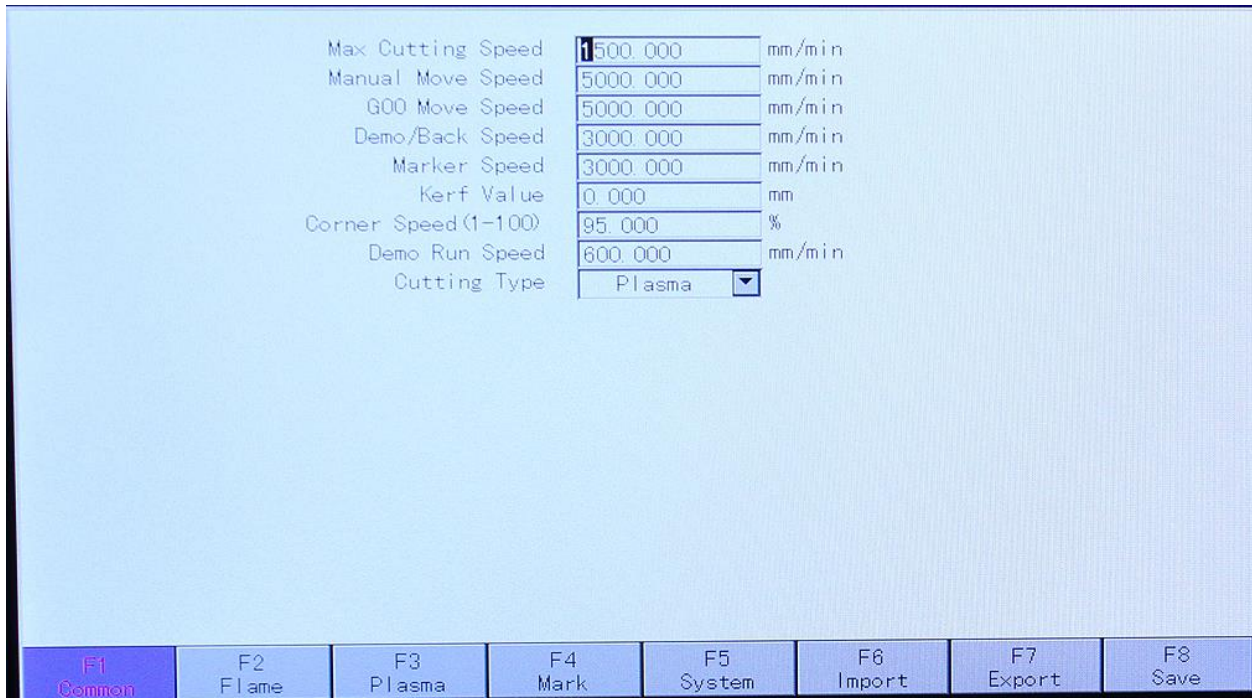 Max Cutting Speed 1500.000 mm/min
Manual Move Speed 5000.000 mm/min
G00 Move Speed 5000.000 mm/min
Demo/Back Speed 3000.000 mm/min
Marker Speed 3000.000 mm/min
Kerf Value 0.000 mm
Corner Speed(1-100) 95.000 %
Demo Run Speed 600.000 mm/min
Cutting Type Plasma
F1 F2 F3 F4 F5 F6 F7 F8
Common Flame Plasma Mark System Import Export Save